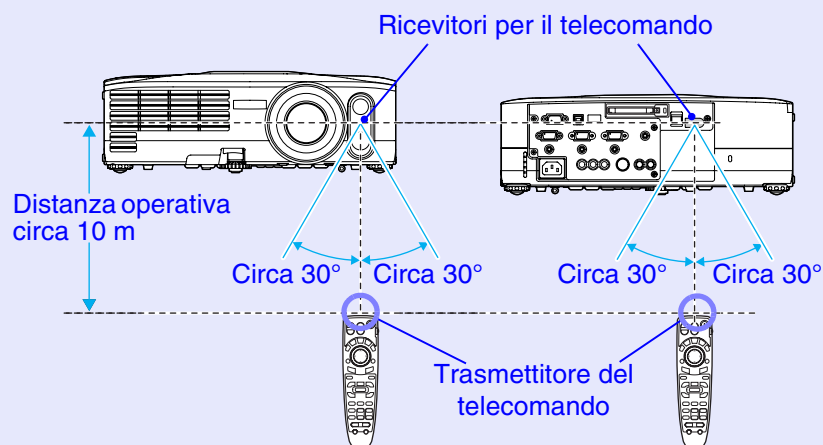 Ricevitori per il telecomando
Distanza operativa
circa 10 m
Circa 30° Circa 30° Circa 30° Circa 30°
Trasmettitore del
telecomando